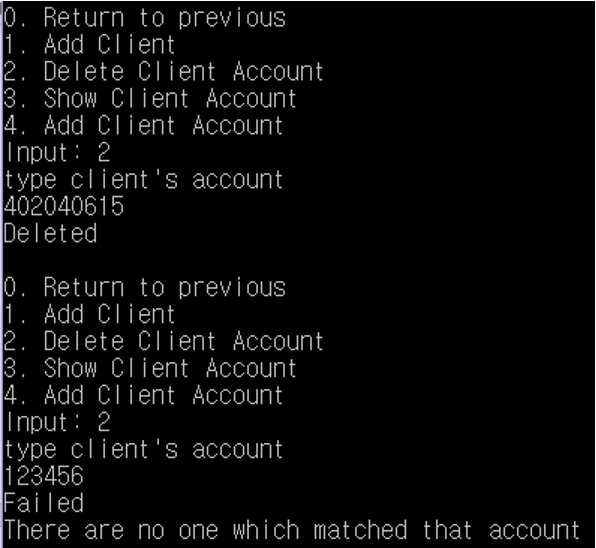 0. Return to previous
1. Add Client
2. Delete Client Account
3. Show Client Account
4. Add Client Account
Input: 2
type client's account
402040615
Deleted
0. Return to previous
1. Add Client
2. Delete Client Account
3. Show Client Account
4. Add Client Account
Input: 2
type client's account
123456
Failed
There are no one which matched that account